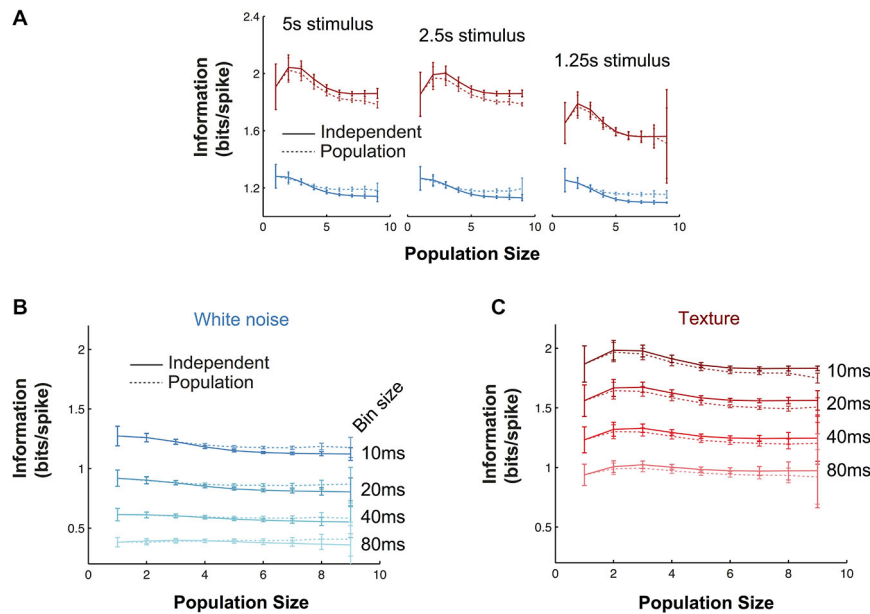 A
5s stimulus
2.5s stimulus
1.25s stimulus
Information
(bits/spike)
2.4
2
1.6
1.2
Independent
Population
0
5
10
0
5
10
0
5
10
Population Size
B
White noise
Independent
Population
Bin size
Information
(bits/spike)
2
1.5
1
0.5
10ms
20ms
40ms
80ms
0
2
4
6
8
10
Population Size
C
Texture
Information
(bits/spike)
2
1.5
1
0.5
10ms
20ms
40ms
80ms
0
2
4
6
8
10
Population Size